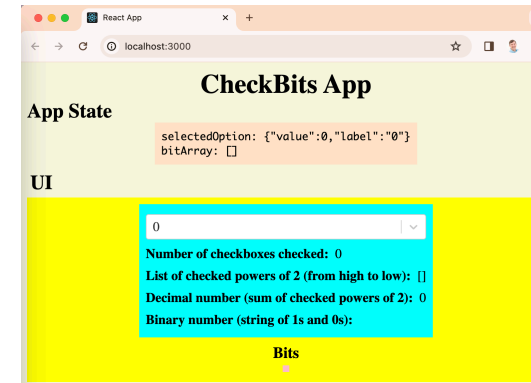 React App
localhost:3000
CheckBits App
App State
selectedOption: {"value":0,"label":"0"}
bitArray: []
UI
0
Number of checkboxes checked: 0
List of checked powers of 2 (from high to low): []
Decimal number (sum of checked powers of 2): 0
Binary number (string of 1s and 0s):
Bits